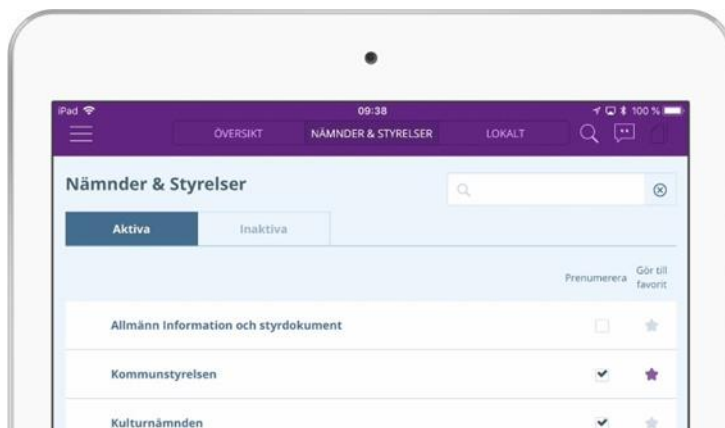 iPad 09:38 100 %
ÖVERSIKT NÄMNDER & STYRELSER LOKALT
Nämnder & Styrelser
Aktiva Inaktiva
Prenumerera Gör till
favorit
Allmänn Information och styrdokument
Kommunstyrelsen
Kulturnämnden